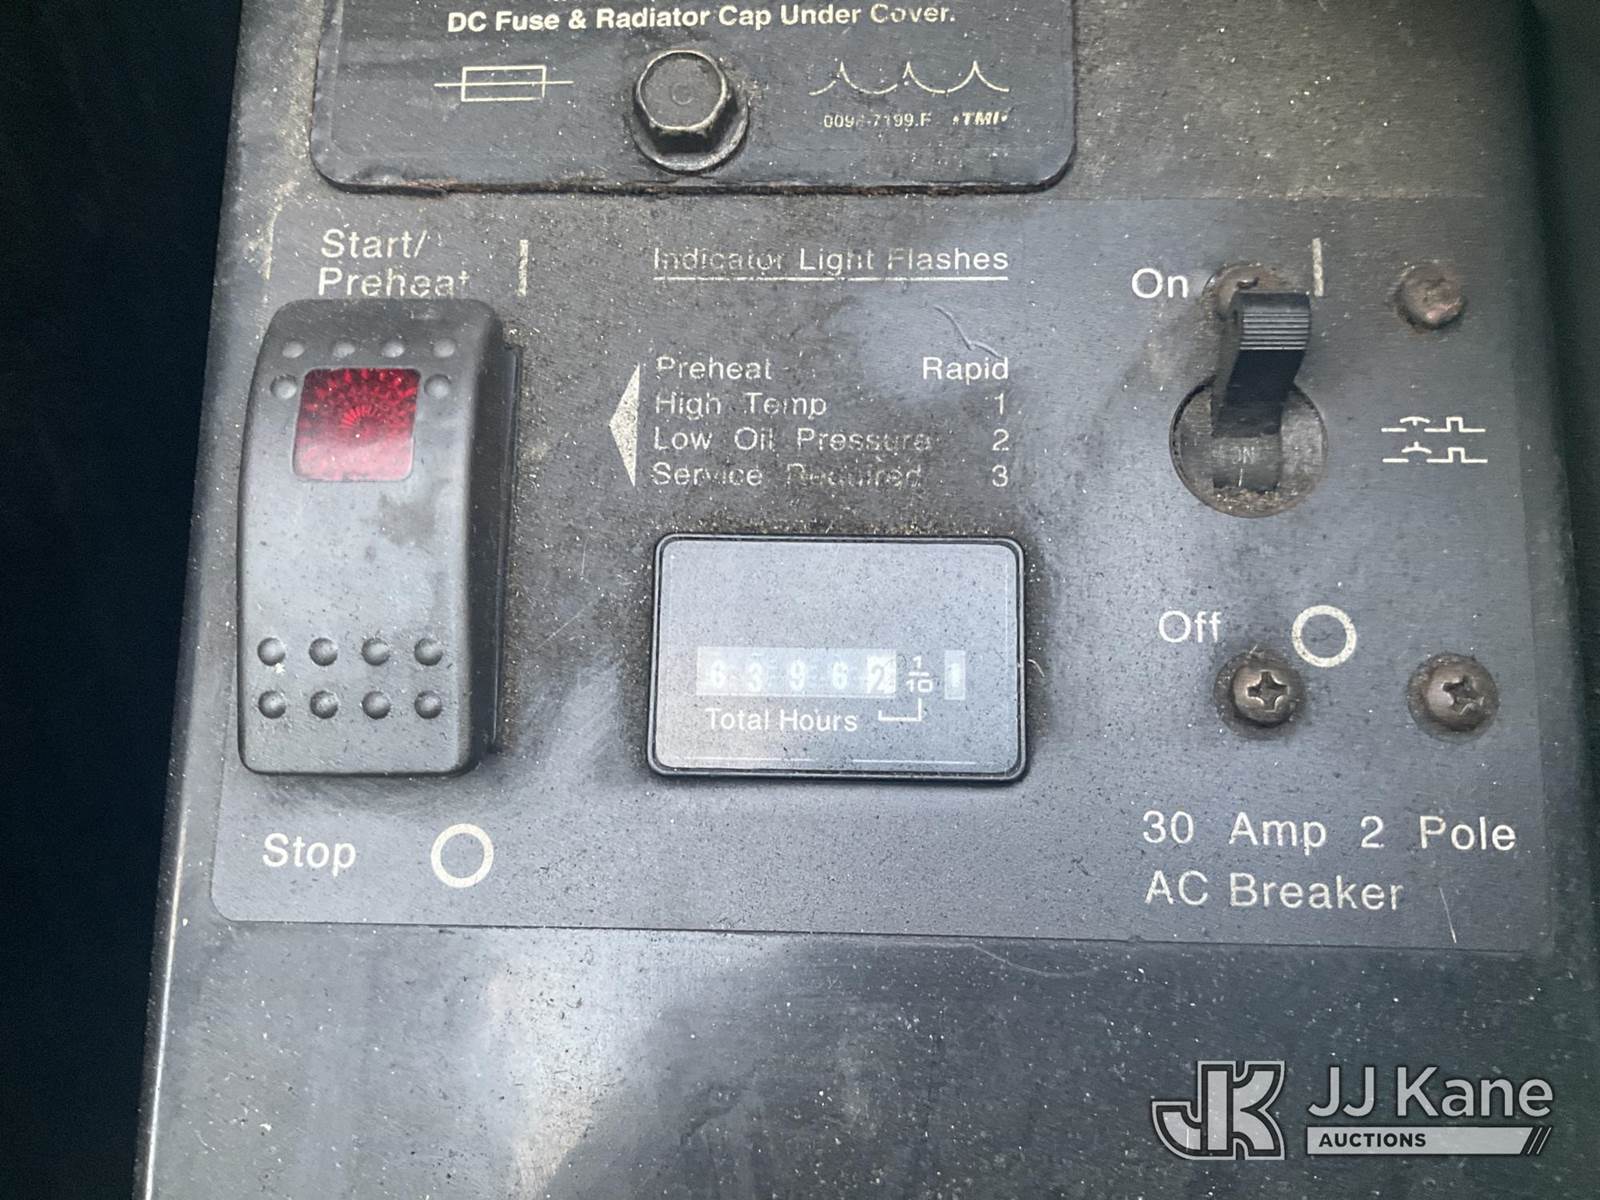 DC Fuse & Radiator Cap Under Cover.
•TMI•
Start/
Preheat
Indicator Light Flashes
Preheat Rapid
High Temp 1
Low Oil Pressure 2
Service Required 3
On
ON
Off
6 3 9 6 2 1/10 1
Total Hours
Stop
30 Amp 2 Pole
AC Breaker
JK JJ Kane
AUCTIONS